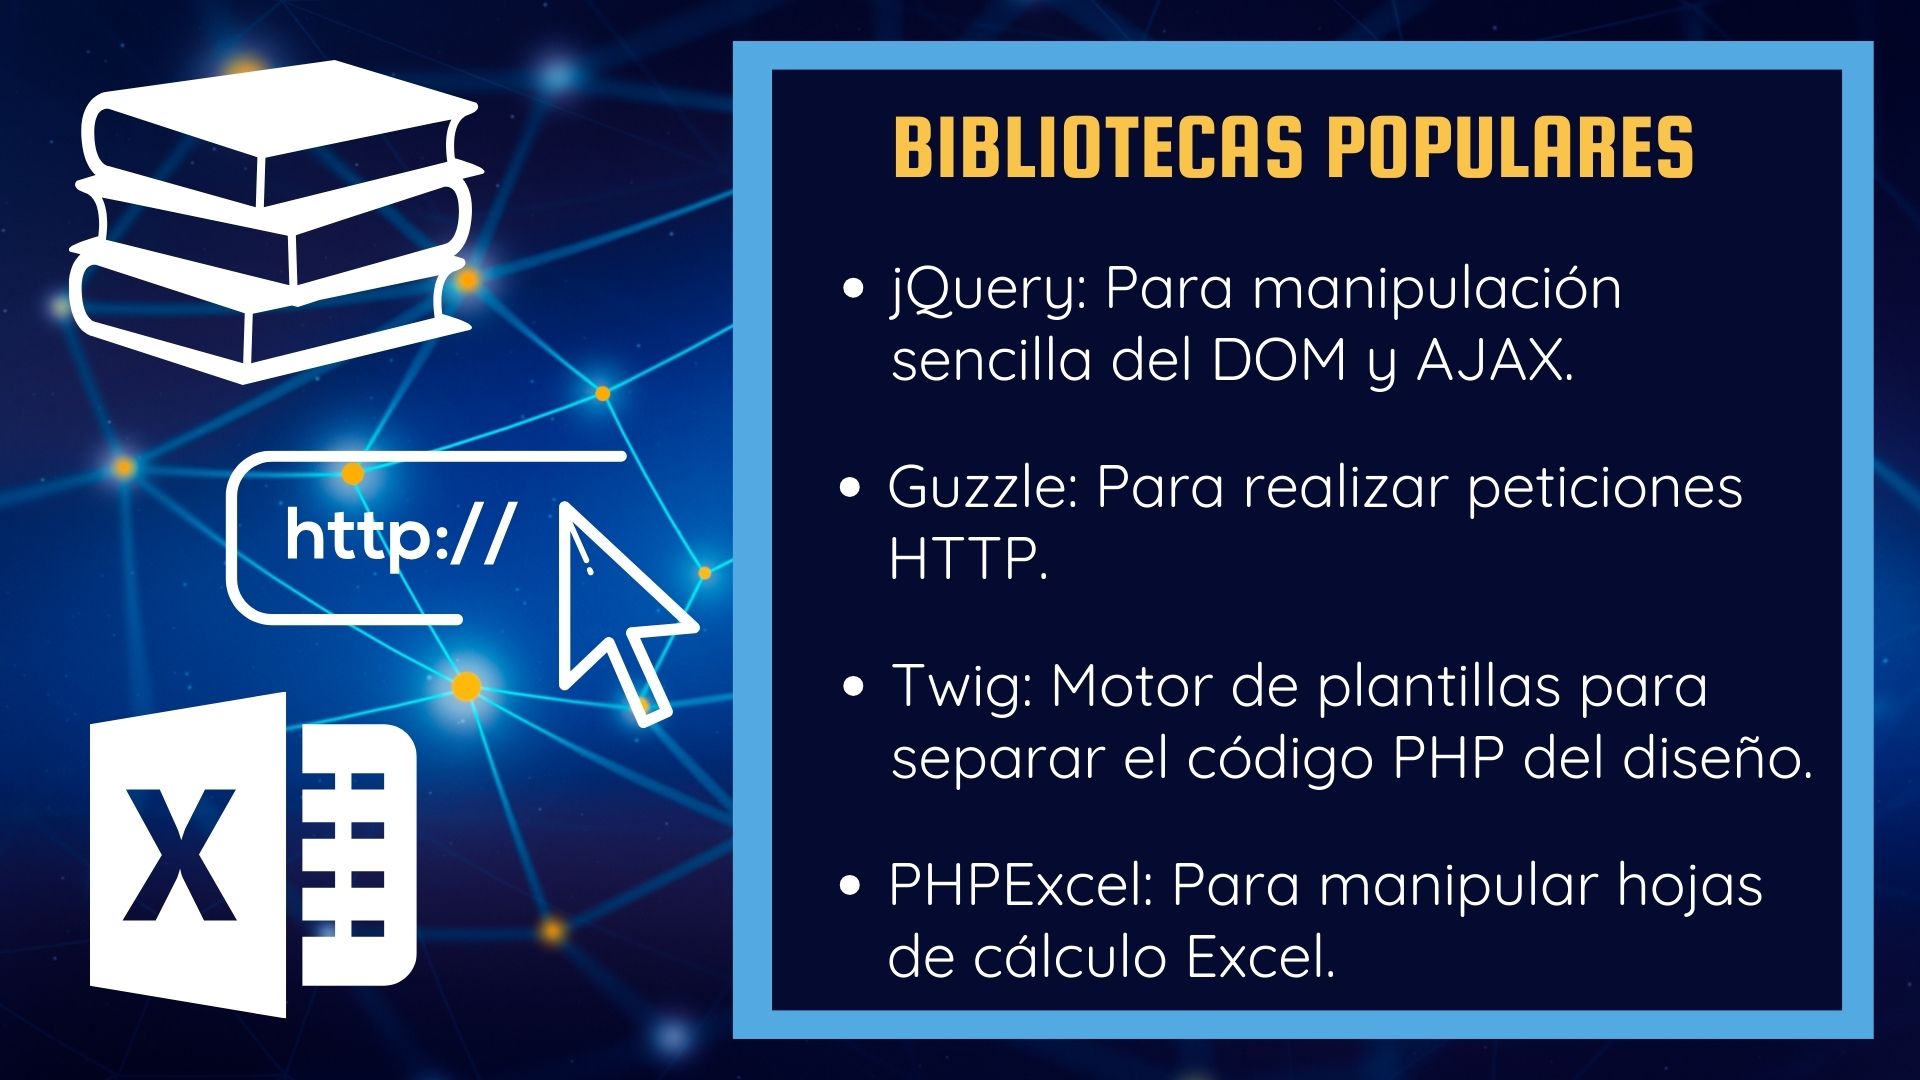 BIBLIOTECAS POPULARES
jQuery: Para manipulación
sencilla del DOM y AJAX.
Guzzle: Para realizar peticiones
HTTP.
Twig: Motor de plantillas para
separar el código PHP del diseño.
PHPExcel: Para manipular hojas
de cálculo Excel.
http://
X